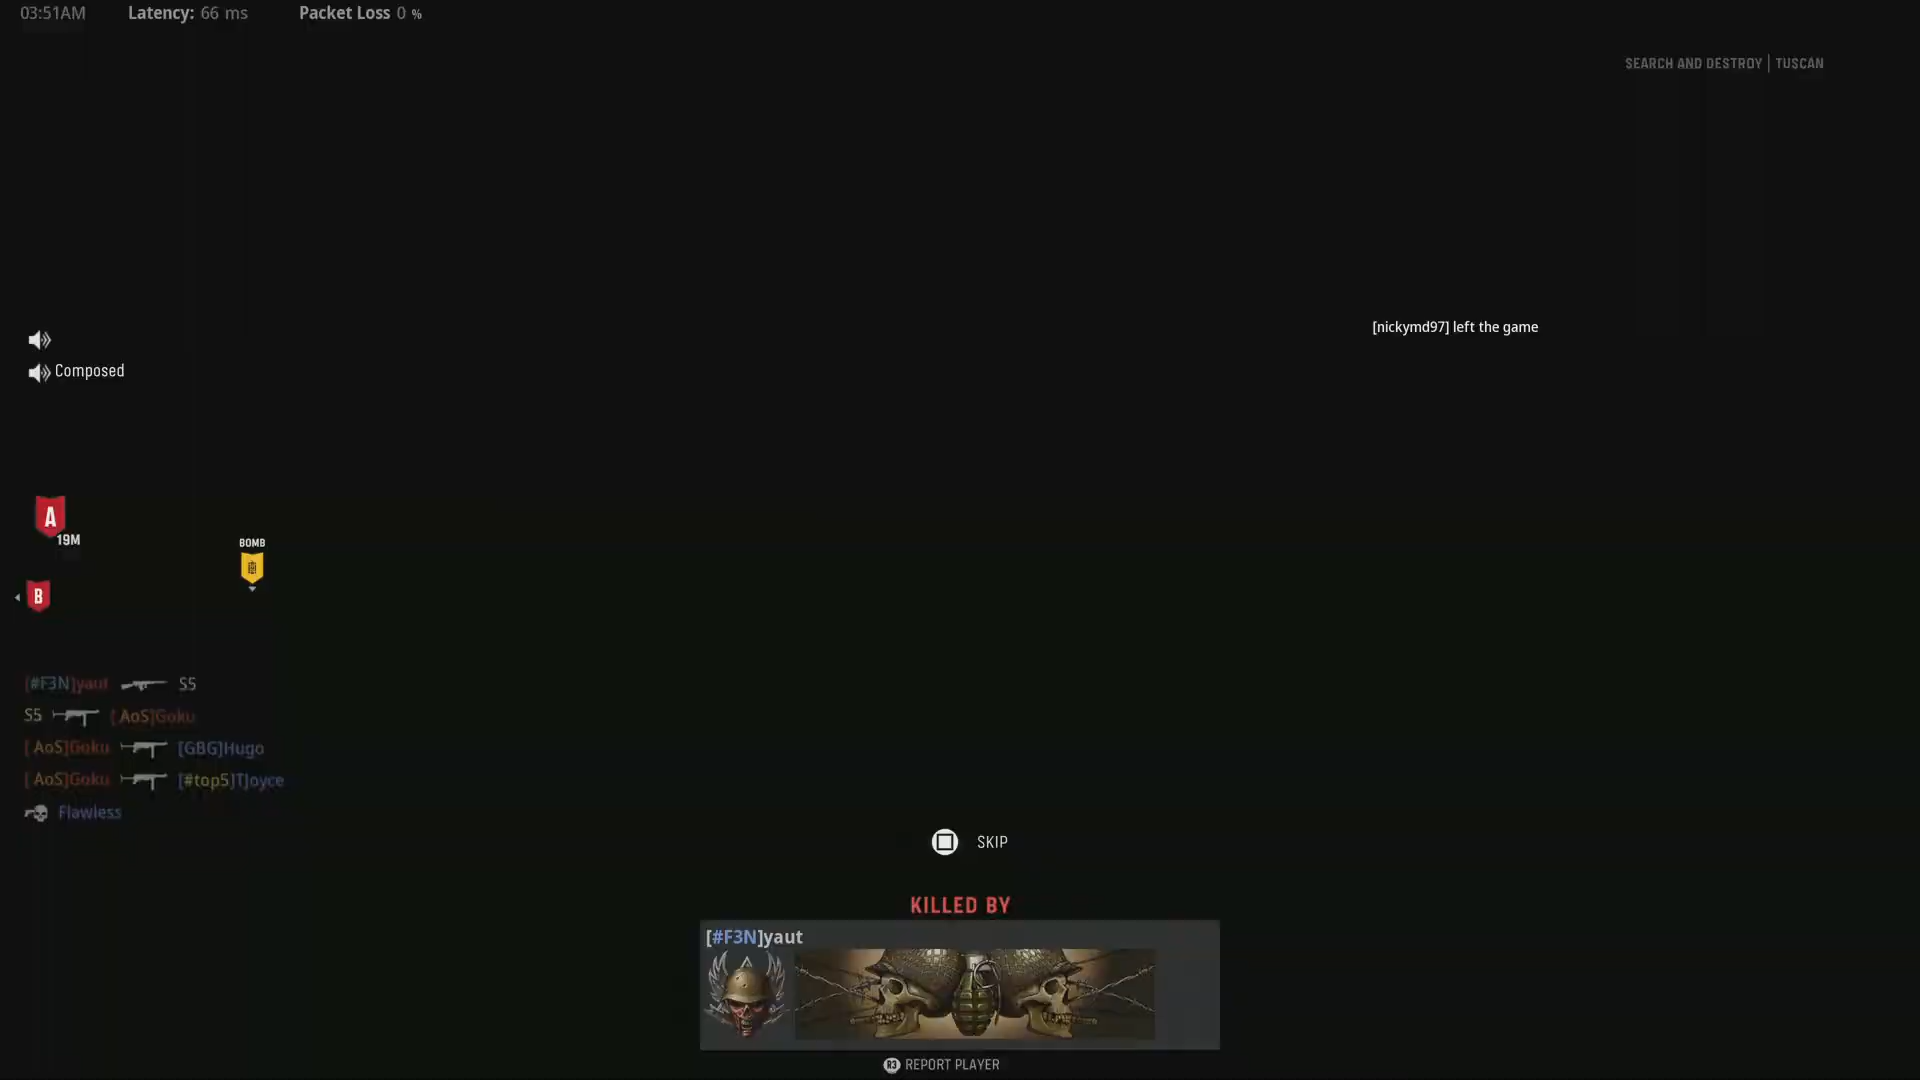 03:51AM Latency: 66 ms Packet Loss 0 %
SEARCH AND DESTROY | TUSCAN
[nickymd97] left the game
Composed
A
19M
BOMB
B
[#F3N]yaut S5
S5 [ AoS]Goku
[ AoS]Goku [GBG]Hugo
[ AoS]Goku [#top5]TJoyce
Flawless
SKIP
KILLED BY
[#F3N]yaut
R3 REPORT PLAYER